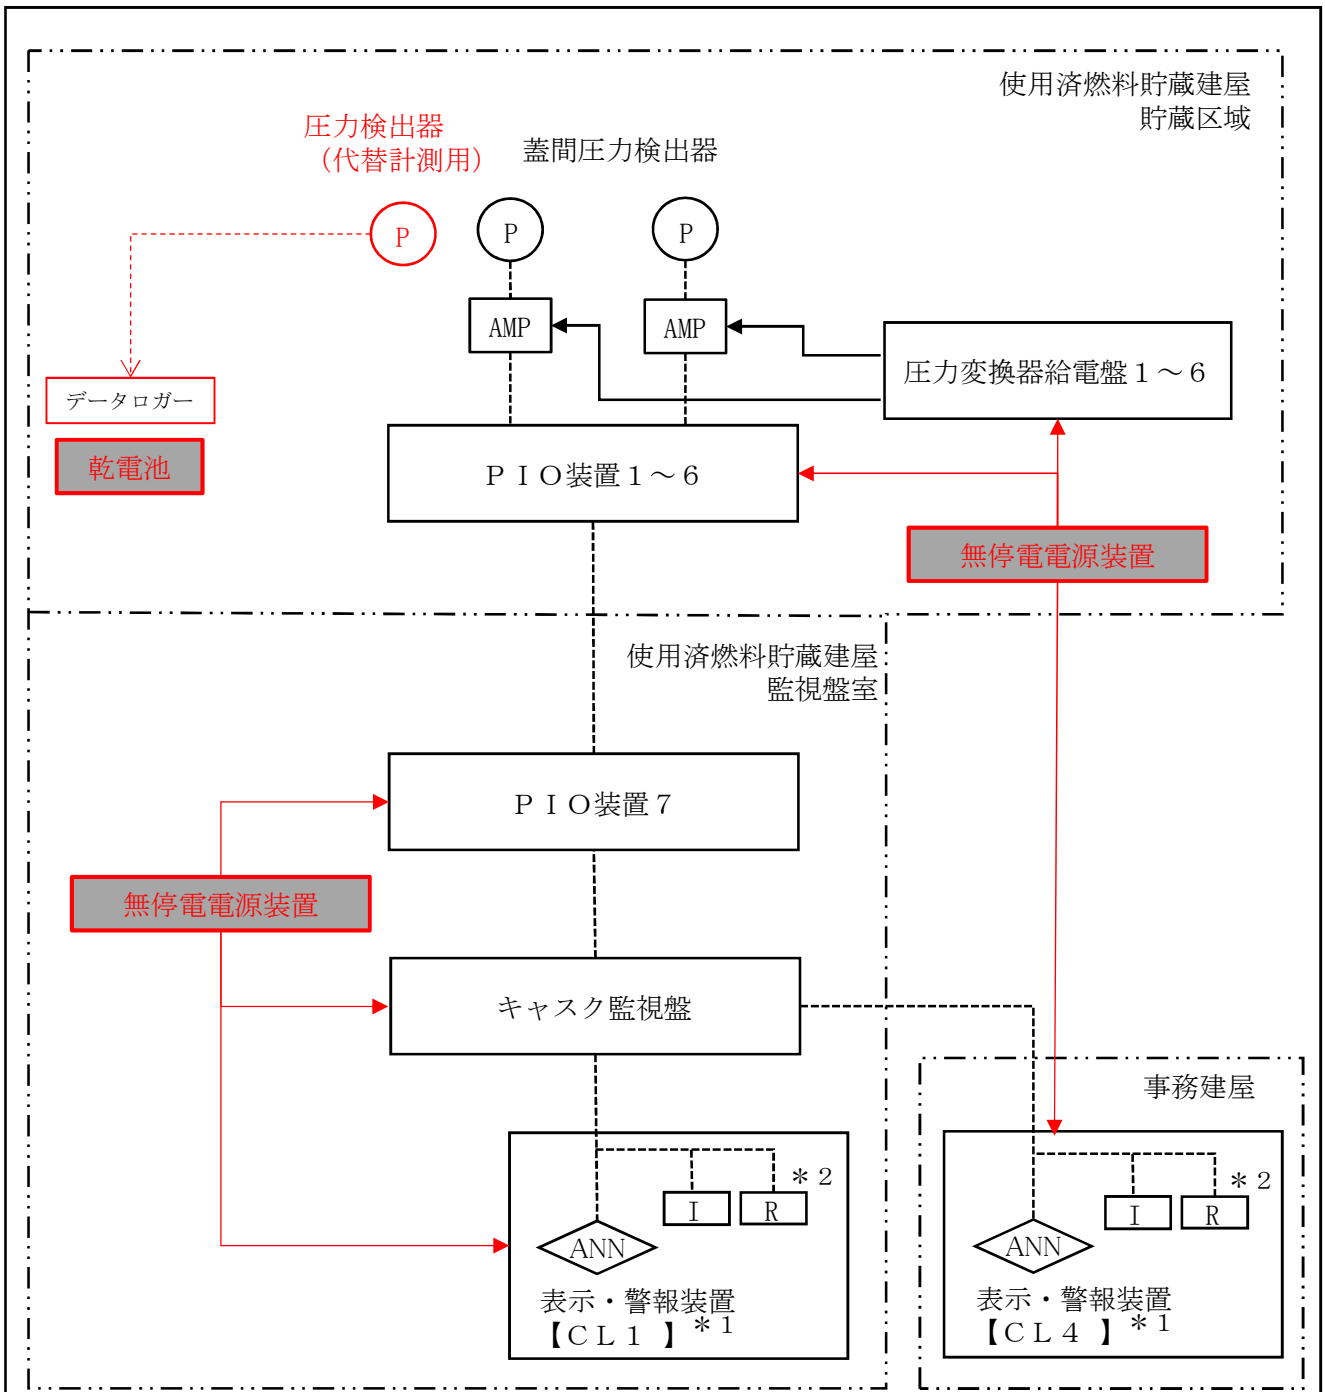 使用済燃料貯蔵建屋
貯蔵区域
圧力検出器
（代替計測用）
蓋間圧力検出器
P
P
P
AMP
AMP
圧力変換器給電盤１～６
データロガー
乾電池
ＰＩＯ装置１～６
無停電電源装置
使用済燃料貯蔵建屋
監視盤室
ＰＩＯ装置７
無停電電源装置
キャスク監視盤
事務建屋
＊２
I
R
ANN
表示・警報装置
【ＣＬ１】＊１
＊２
I
R
ANN
表示・警報装置
【ＣＬ４】＊１